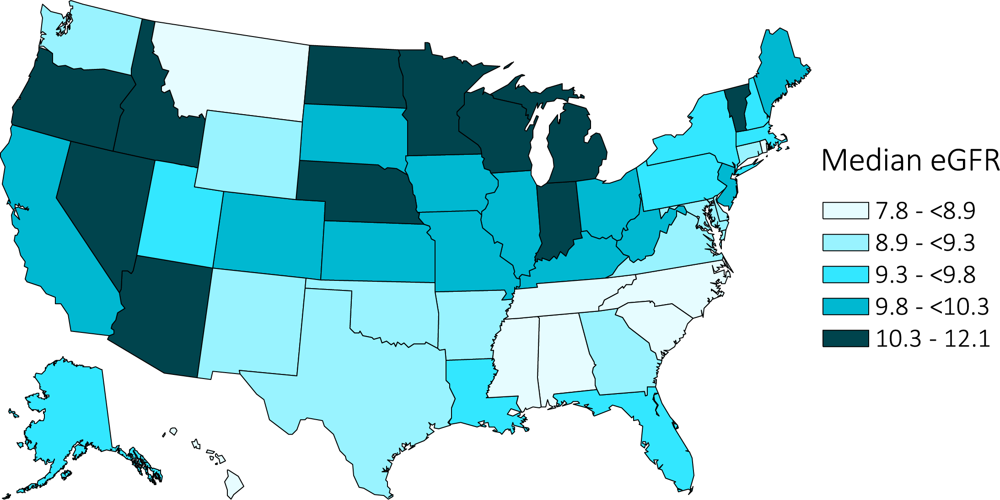 Median eGFR
7.8 - <8.9
8.9 - <9.3
9.3 - <9.8
9.8 - <10.3
10.3 - 12.1